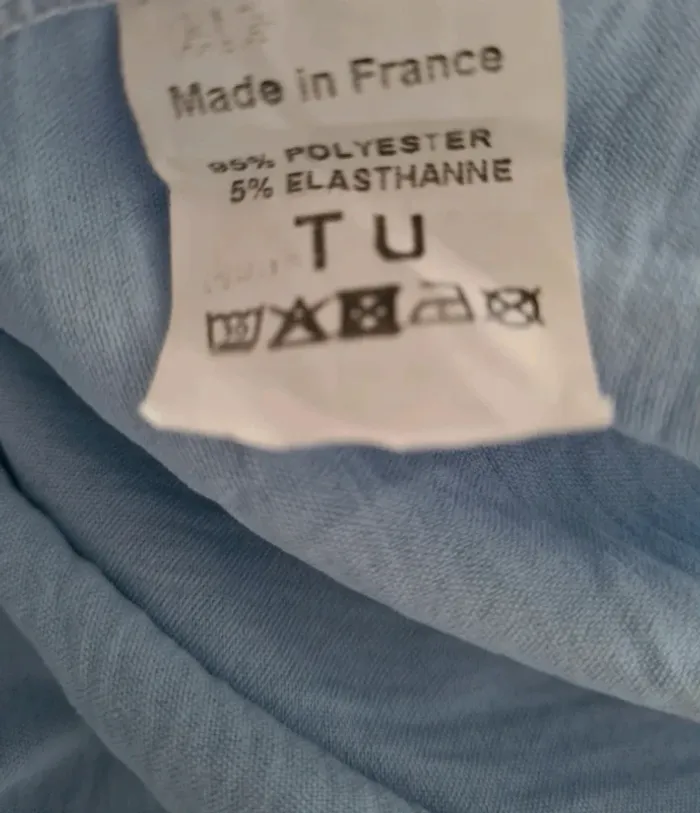 Made in France
95% POLYESTER
5% ELASTHANNE
T U